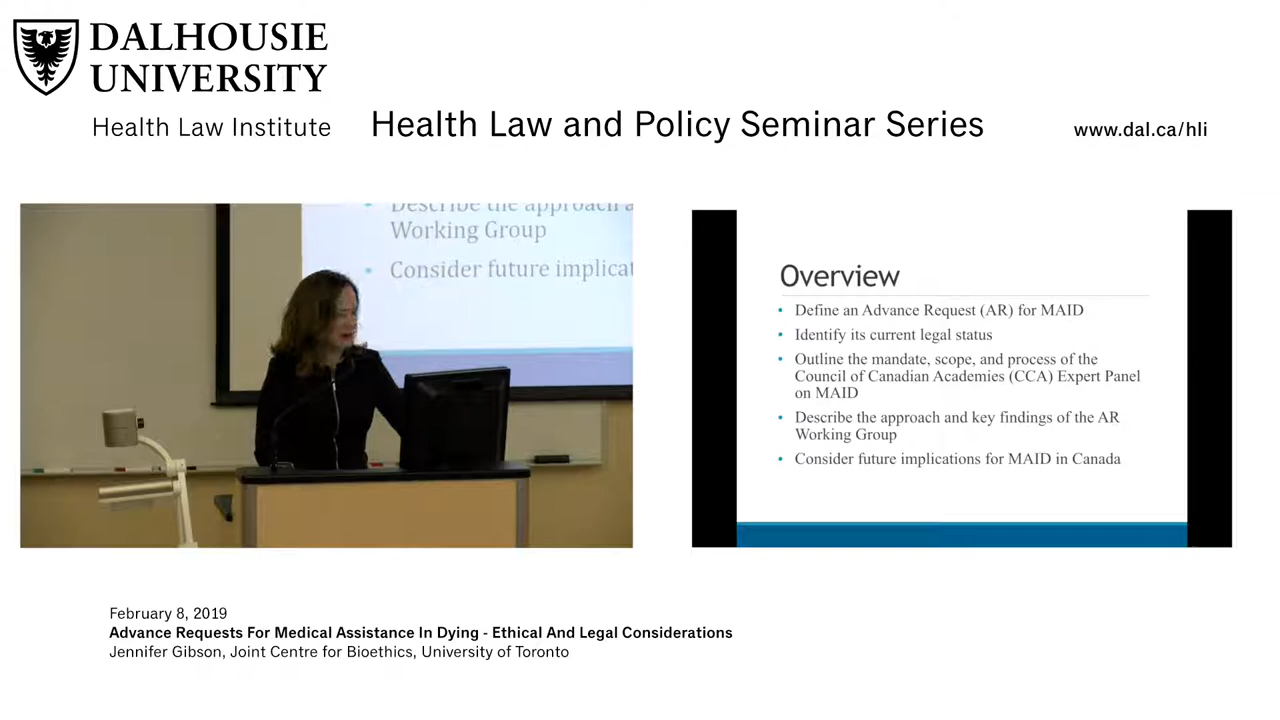 DALHOUSIE
UNIVERSITY
Health Law Institute
Health Law and Policy Seminar Series
www.dal.ca/hli
Describe the approach a
Working Group
Consider future implicat
Overview
• Define an Advance Request (AR) for MAID
• Identify its current legal status
• Outline the mandate, scope, and process of the
Council of Canadian Academies (CCA) Expert Panel
on MAID
• Describe the approach and key findings of the AR
Working Group
• Consider future implications for MAID in Canada
February 8, 2019
Advance Requests For Medical Assistance In Dying - Ethical And Legal Considerations
Jennifer Gibson, Joint Centre for Bioethics, University of Toronto